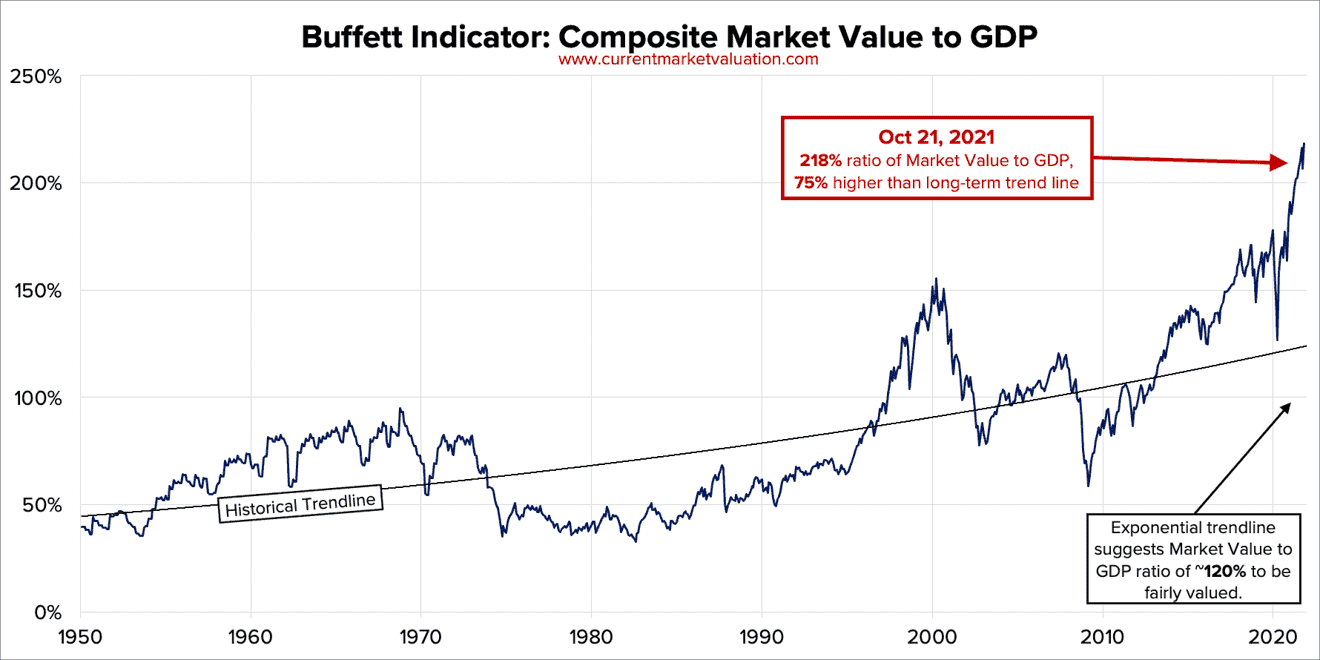 Buffett Indicator: Composite Market Value to GDP
www.currentmarketvaluation.com
250%
200%
150%
100%
50%
0%
Oct 21, 2021
218% ratio of Market Value to GDP,
75% higher than long-term trend line
Historical Trendline
Exponential trendline
suggests Market Value to
GDP ratio of ~120% to be
fairly valued.
1950 1960 1970 1980 1990 2000 2010 2020